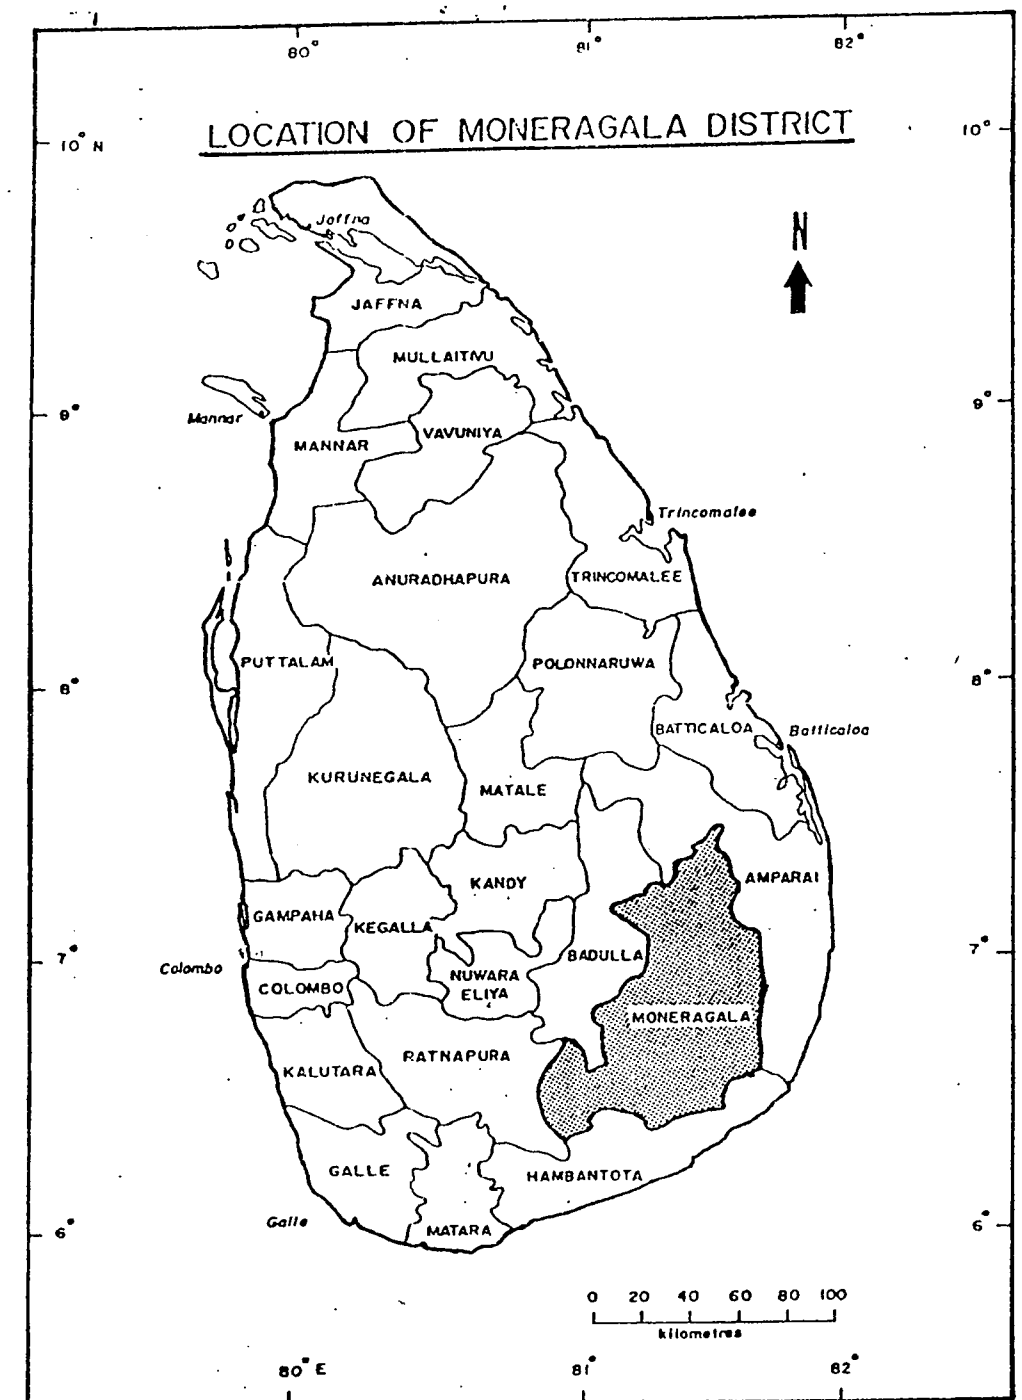 80° 81° 82°
LOCATION OF MONERAGALA DISTRICT
10° N 10°
N
Jaffna
JAFFNA
MULLAITIVU
9° 9°
Mannar
MANNAR
VAVUNIYA
Trincomalee
ANURADHAPURA
TRINCOMALEE
PUTTALAM
POLONNARUWA
8° 8°
BATTICALOA
Batticaloa
KURUNEGALA
MATALE
AMPARAI
KANDY
GAMPAHA
KEGALLA
7° 7°
Colombo
BADULLA
COLOMBO
NUWARA
ELIYA
MONERAGALA
RATNAPURA
KALUTARA
GALLE
HAMBANTOTA
Galle
MATARA
6° 6°
0 20 40 60 80 100
kilometres
80° E 81° 82°